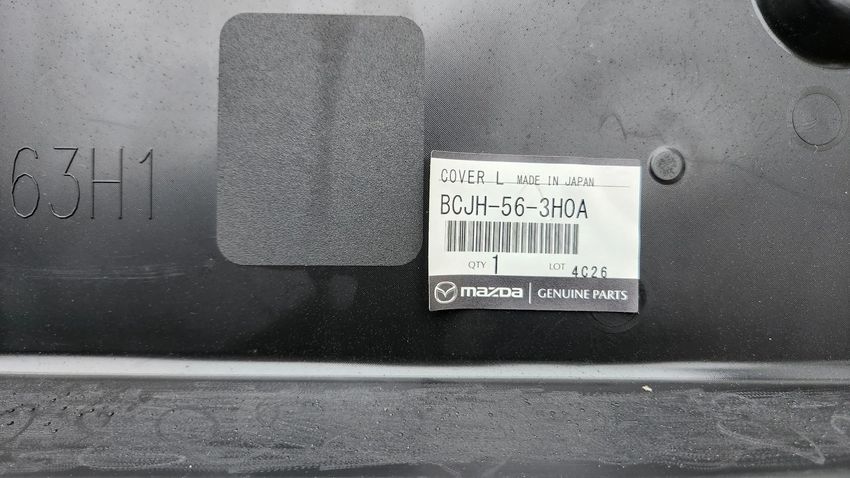 63H1
COVER L MADE IN JAPAN
BCJH-56-3H0A
QTY 1 LOT 4C26
mazda GENUINE PARTS